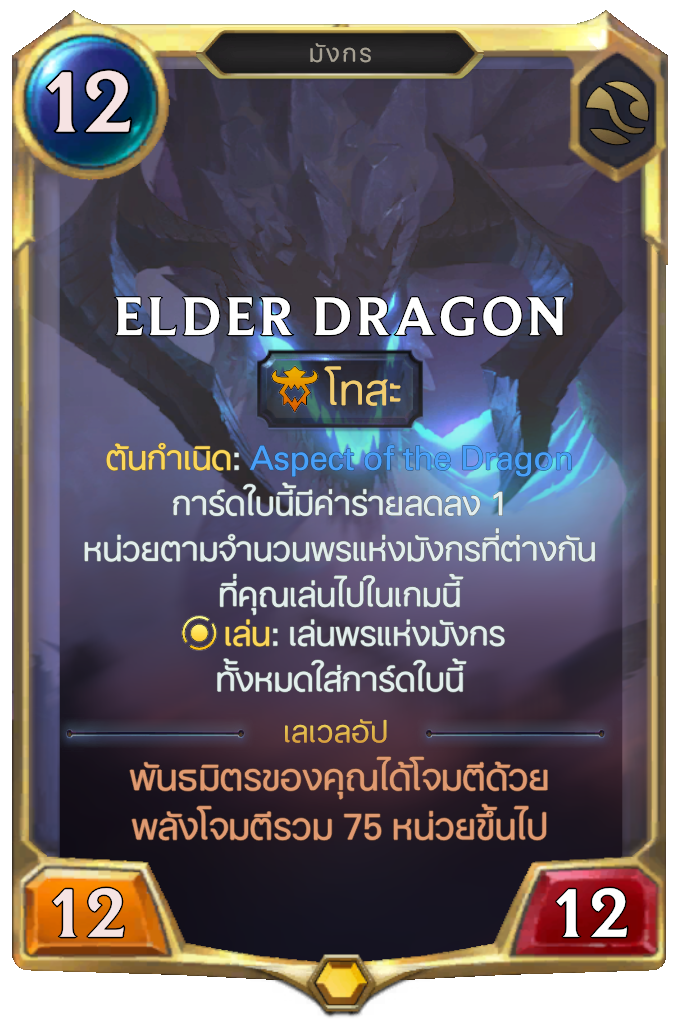 มังกร
12
ELDER DRAGON
โทสะ
ต้นกำเนิด: Aspect of the Dragon
การ์ดใบนี้มีค่าร่ายลดลง 1
หน่วยตามจำนวนพรแห่งมังกรที่ต่างกัน
ที่คุณเล่นไปในเกมนี้
เล่น: เล่นพรแห่งมังกร
ทั้งหมดใส่การ์ดใบนี้
เลเวลอัป
พันธมิตรของคุณได้โจมตีด้วย
พลังโจมตีรวม 75 หน่วยขึ้นไป
12
12